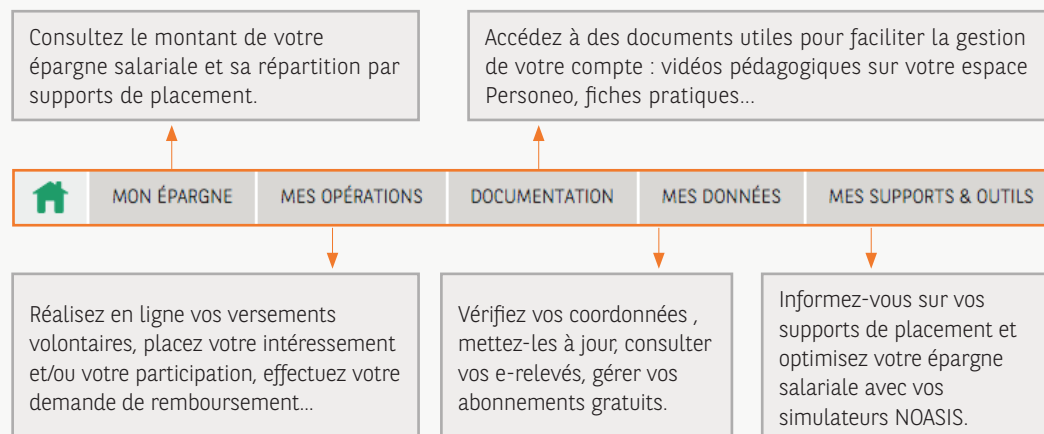 Consultez le montant de votre
épargne salariale et sa répartition par
supports de placement.
Accédez à des documents utiles pour faciliter la gestion
de votre compte : vidéos pédagogiques sur votre espace
Personeo, fiches pratiques...
MON ÉPARGNE
MES OPÉRATIONS
DOCUMENTATION
MES DONNÉES
MES SUPPORTS & OUTILS
Réalisez en ligne vos versements
volontaires, placez votre intéressement
et/ou votre participation, effectuez votre
demande de remboursement...
Vérifiez vos coordonnées ,
mettez-les à jour, consulter
vos e-relevés, gérer vos
abonnements gratuits.
Informez-vous sur vos
supports de placement et
optimisez votre épargne
salariale avec vos
simulateurs NOASIS.